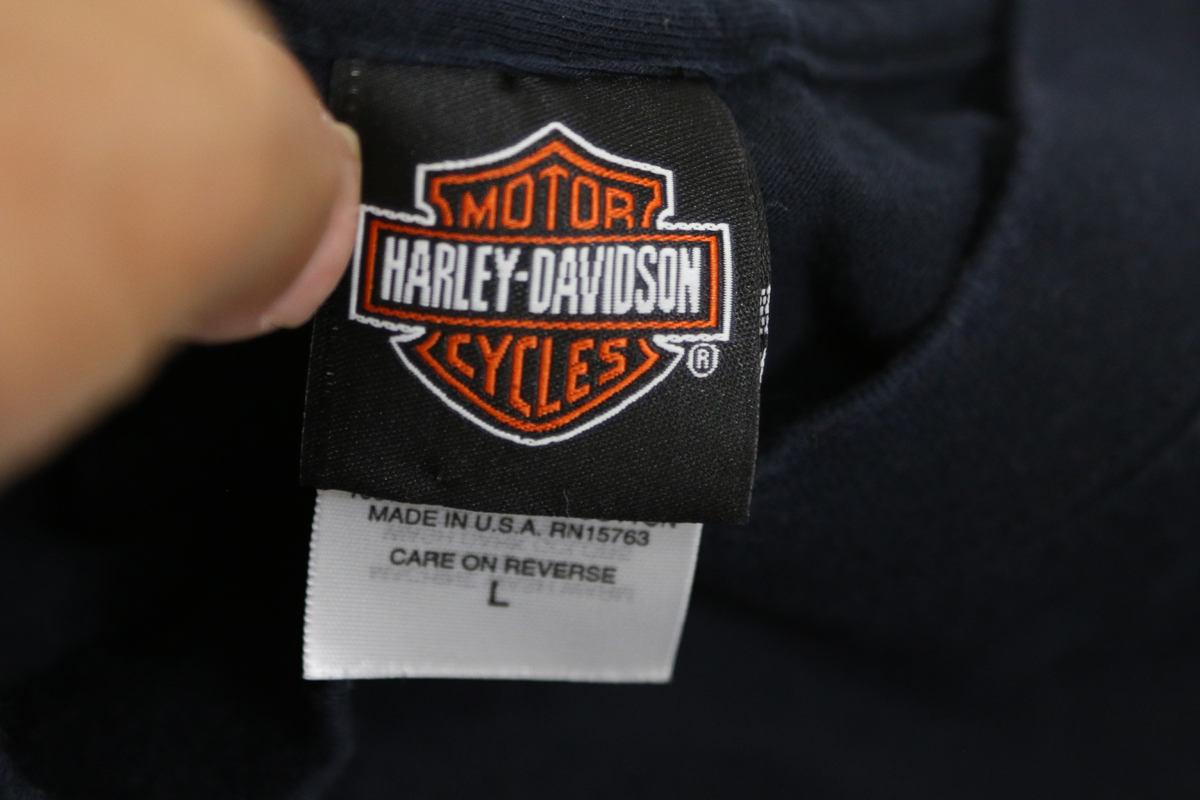 MOTOR
HARLEY-DAVIDSON
CYCLES
®
MADE IN U.S.A. RN15763
CARE ON REVERSE
L